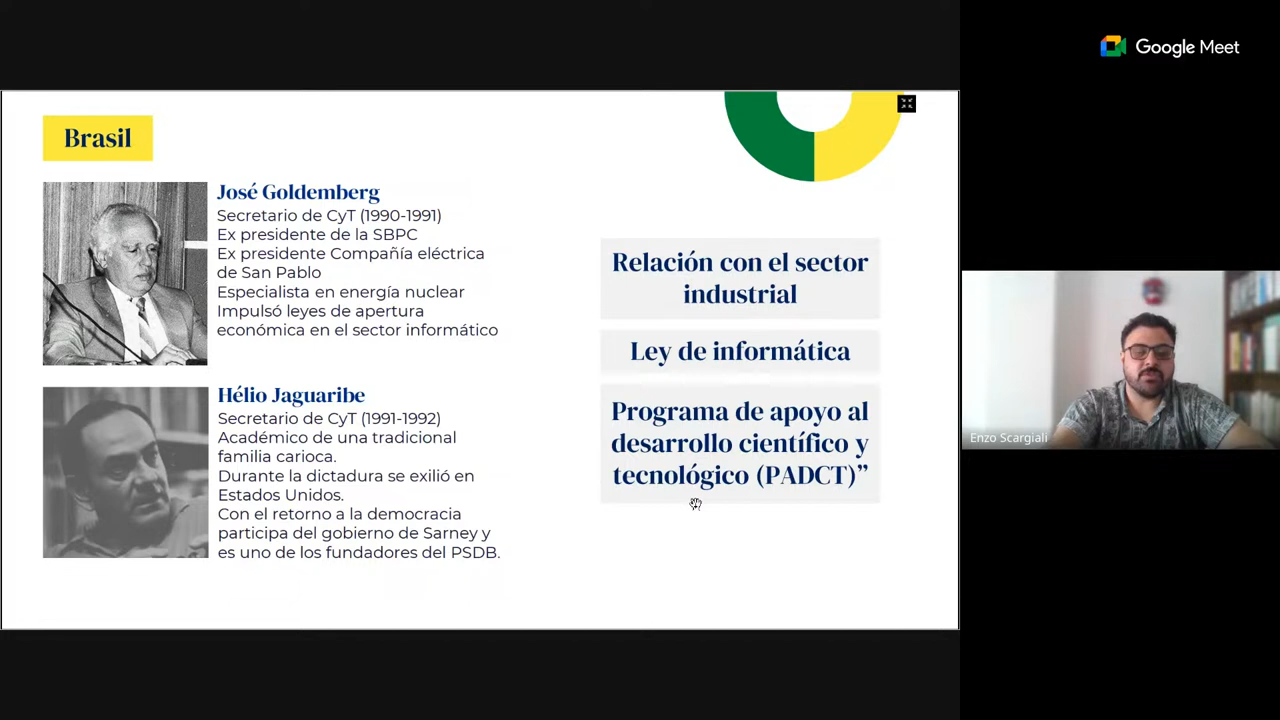 Google Meet
Brasil
José Goldemberg
Secretario de CyT (1990-1991)
Ex presidente de la SBPC
Ex presidente Compañía eléctrica
de San Pablo
Especialista en energía nuclear
Impulsó leyes de apertura
económica en el sector informático
Hélio Jaguaribe
Secretario de CyT (1991-1992)
Académico de una tradicional
familia carioca.
Durante la dictadura se exilió en
Estados Unidos.
Con el retorno a la democracia
participa del gobierno de Sarney y
es uno de los fundadores del PSDB.
Relación con el sector
industrial
Ley de informática
Programa de apoyo al
desarrollo científico y
tecnológico (PADCT)”
Enzo Scargiali